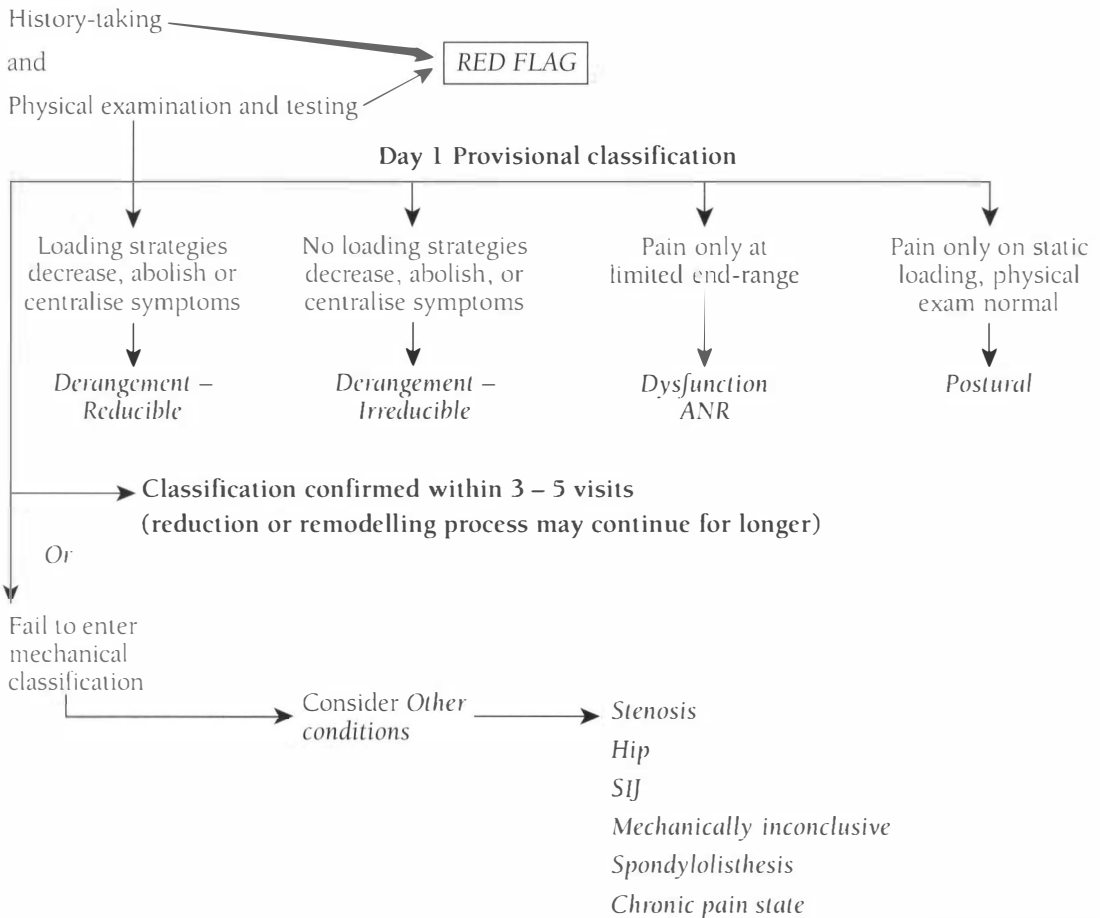 History-taking
and
RED FLAG
Physical examination and testing
Day 1 Provisional classification
Loading strategies
decrease, abolish or
centralise symptoms
Derangement –
Reducible
No loading strategies
decrease, abolish, or
centralise symptoms
Derangement –
Irreducible
Pain only at
limited end-range
Dysfunction
ANR
Pain only on static
loading, physical
exam normal
Postural
Classification confirmed within 3 – 5 visits
(reduction or remodelling process may continue for longer)
Or
Fail to enter
mechanical
classification
Consider Other
conditions
Stenosis
Hip
SIJ
Mechanically inconclusive
Spondylolisthesis
Chronic pain state